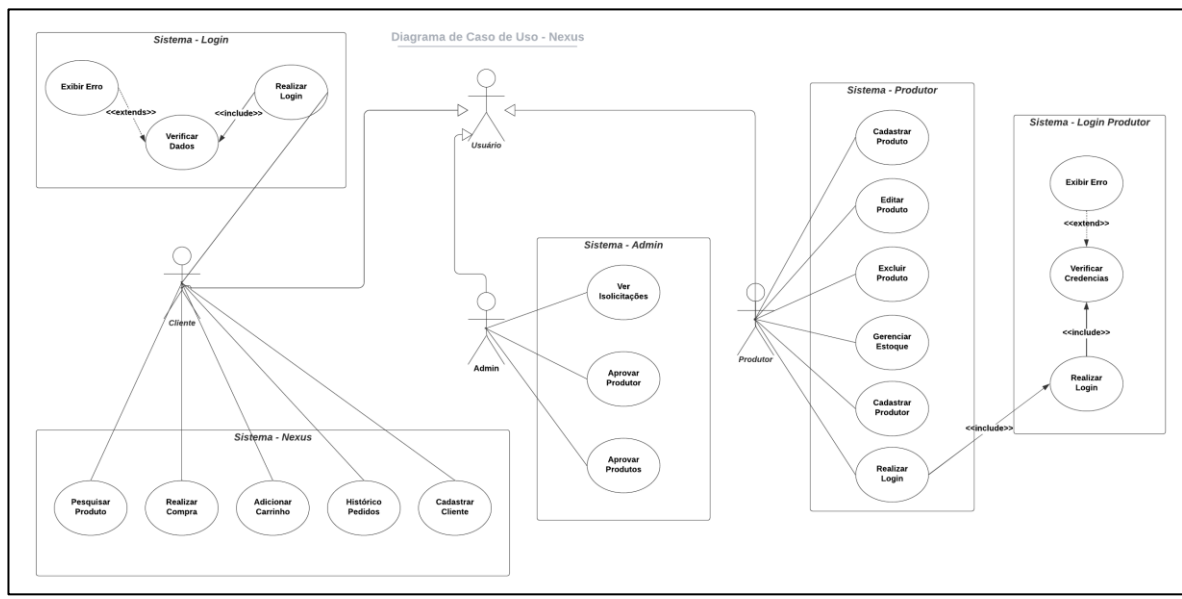 Diagrama de Caso de Uso - Nexus
Sistema - Login
Exibir Erro
Realizar
Login
<<extends>>
<<include>>
Verificar
Dados
Usuário
Cliente
Sistema - Nexus
Pesquisar
Produto
Realizar
Compra
Adicionar
Carrinho
Histórico
Pedidos
Cadastrar
Cliente
Sistema - Admin
Ver
Isolicitações
Aprovar
Produtor
Aprovar
Produtos
Admin
Sistema - Produtor
Cadastrar
Produto
Editar
Produto
Excluir
Produto
Gerenciar
Estoque
Cadastrar
Produtor
Realizar
Login
Produtor
<<include>>
Sistema - Login Produtor
Exibir Erro
<<extend>>
Verificar
Credencias
<<include>>
Realizar
Login